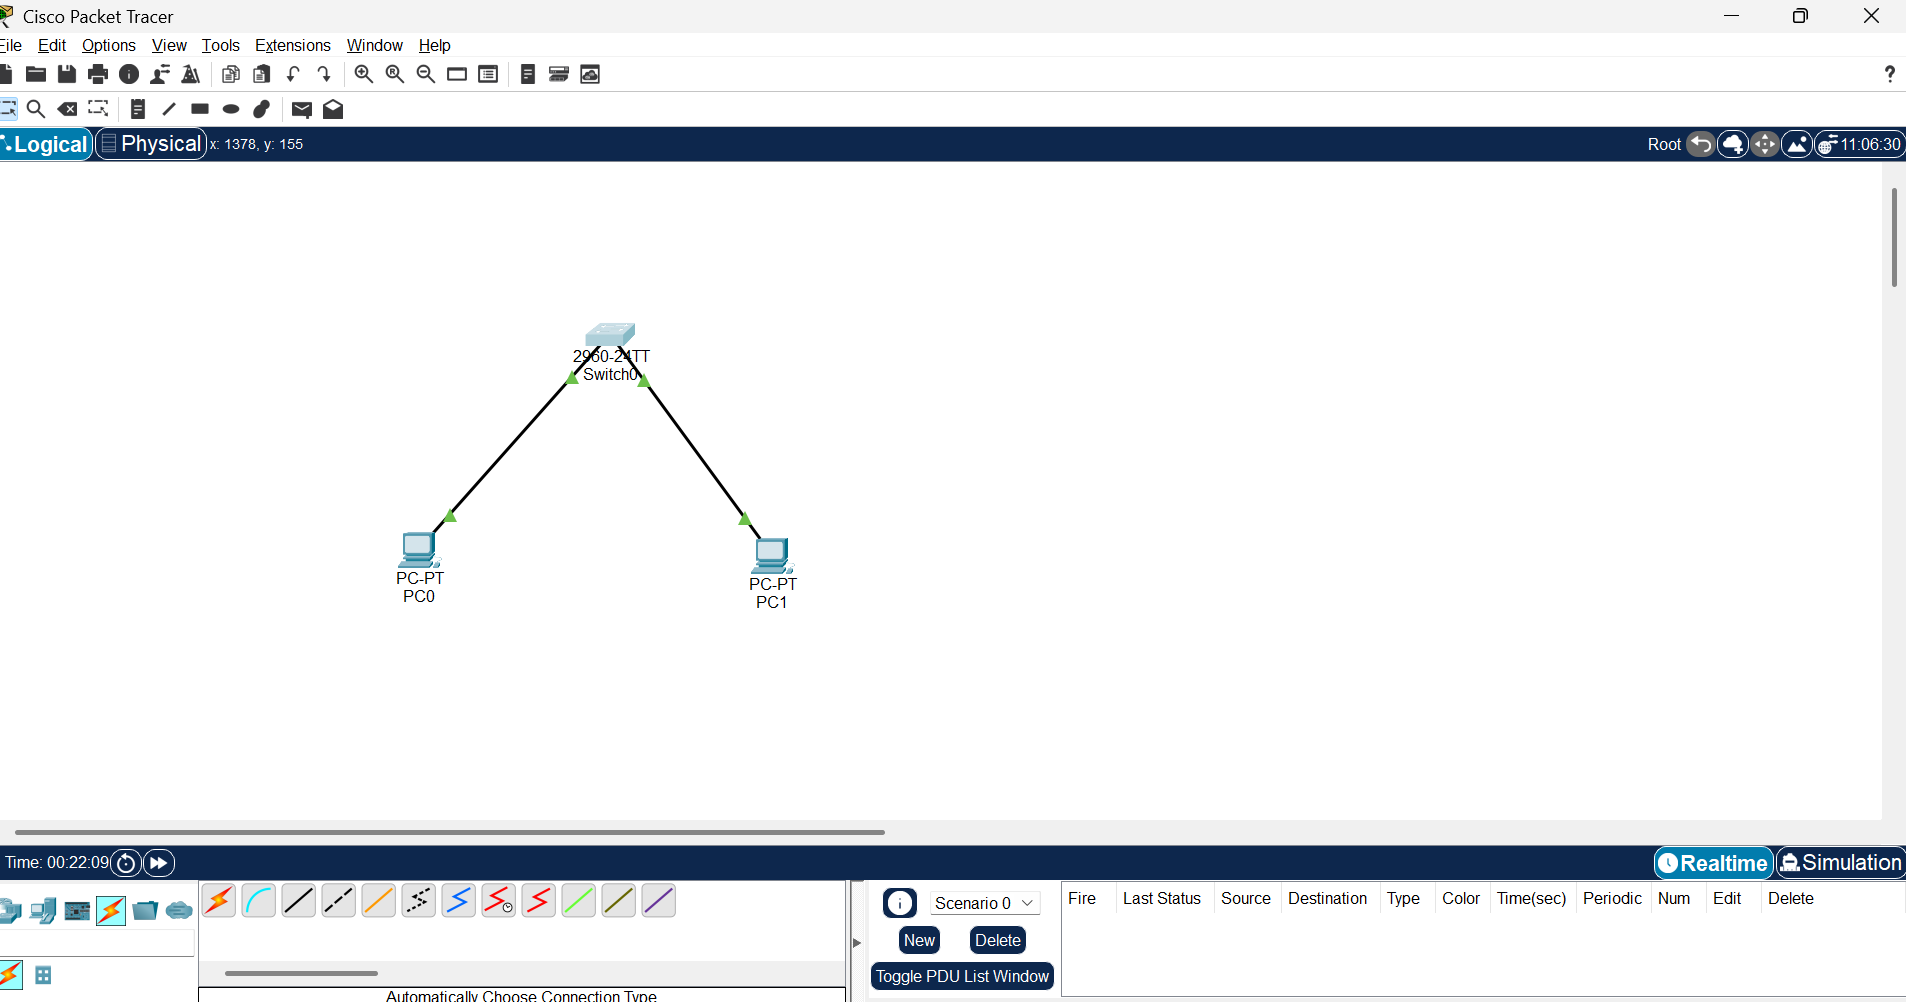 Cisco Packet Tracer
File Edit Options View Tools Extensions Window Help
?
Logical Physical x: 1378, y: 155 Root 11:06:30
2960-24TT
Switch0
PC-PT
PC0
PC-PT
PC1
Time: 00:22:09 Realtime Simulation
Scenario 0
New Delete
Toggle PDU List Window
Fire Last Status Source Destination Type Color Time(sec) Periodic Num Edit Delete
Automatically Choose Connection Type